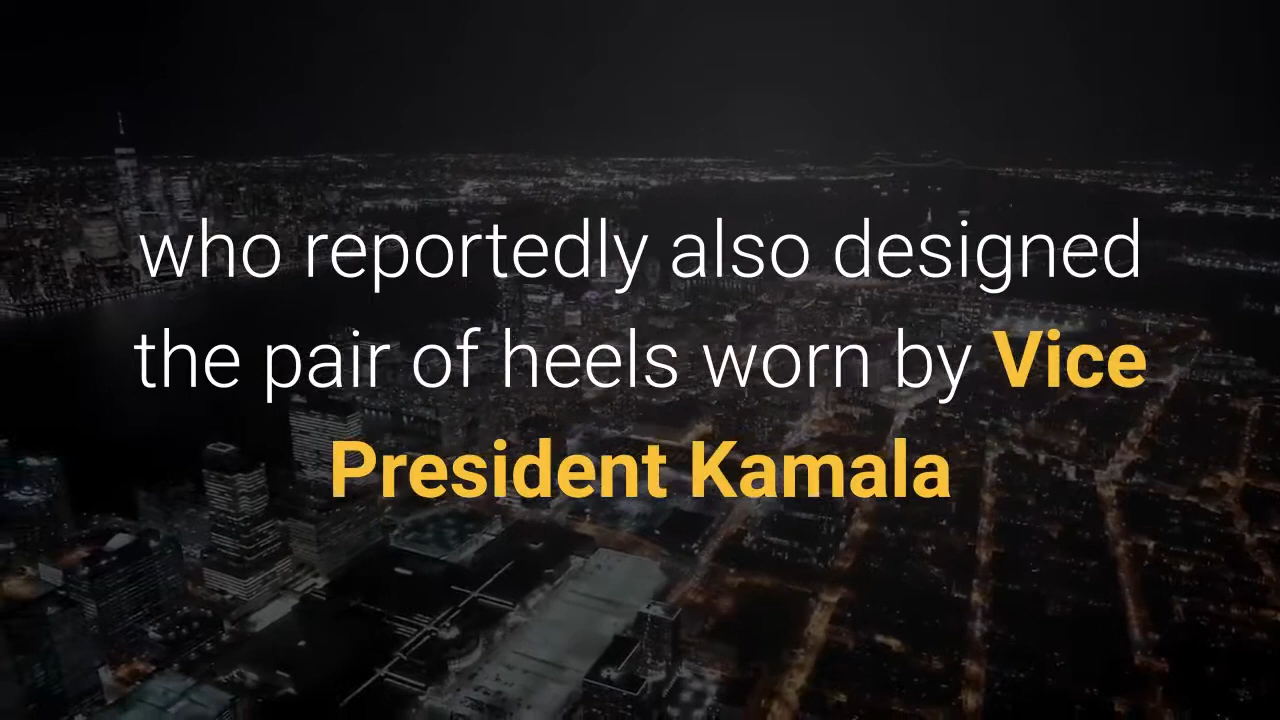 who reportedly also designed
the pair of heels worn by Vice
President Kamala